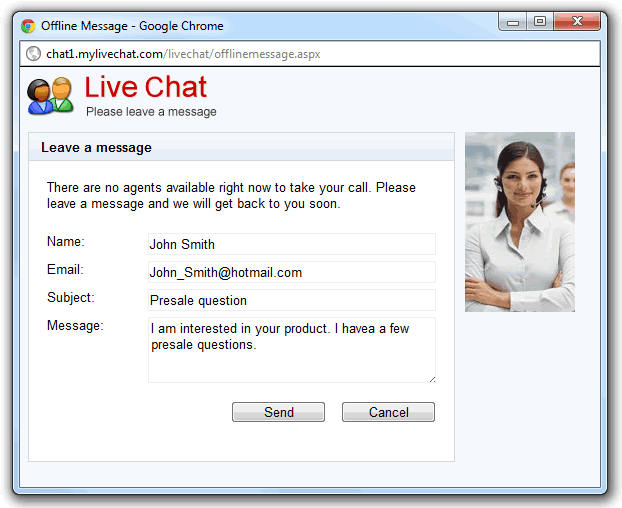 Offline Message - Google Chrome
chat1.mylivechat.com/livechat/offlinemessage.aspx
Live Chat
Please leave a message
Leave a message
There are no agents available right now to take your call. Please
leave a message and we will get back to you soon.
Name: John Smith
Email: John_Smith@hotmail.com
Subject: Presale question
Message: I am interested in your product. I havea a few
presale questions.
Send Cancel